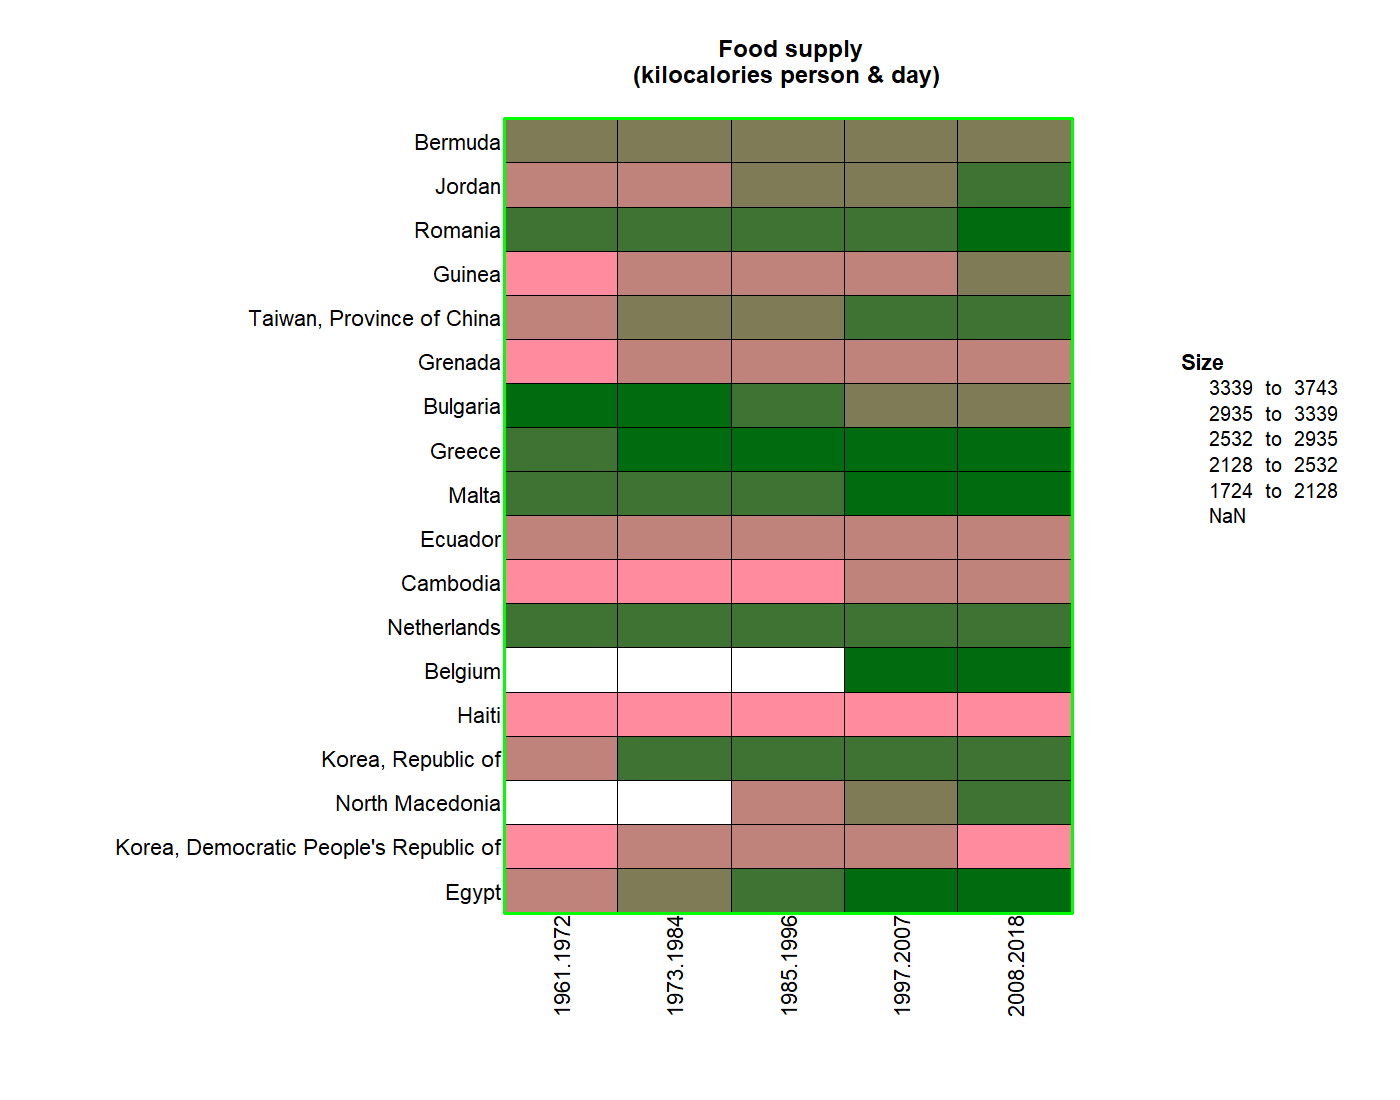 Food supply
(kilocalories person & day)
Bermuda
Jordan
Romania
Guinea
Taiwan, Province of China
Grenada
Bulgaria
Greece
Malta
Ecuador
Cambodia
Netherlands
Belgium
Haiti
Korea, Republic of
North Macedonia
Korea, Democratic People's Republic of
Egypt
1961.1972
1973.1984
1985.1996
1997.2007
2008.2018
Size
3339 to 3743
2935 to 3339
2532 to 2935
2128 to 2532
1724 to 2128
NaN